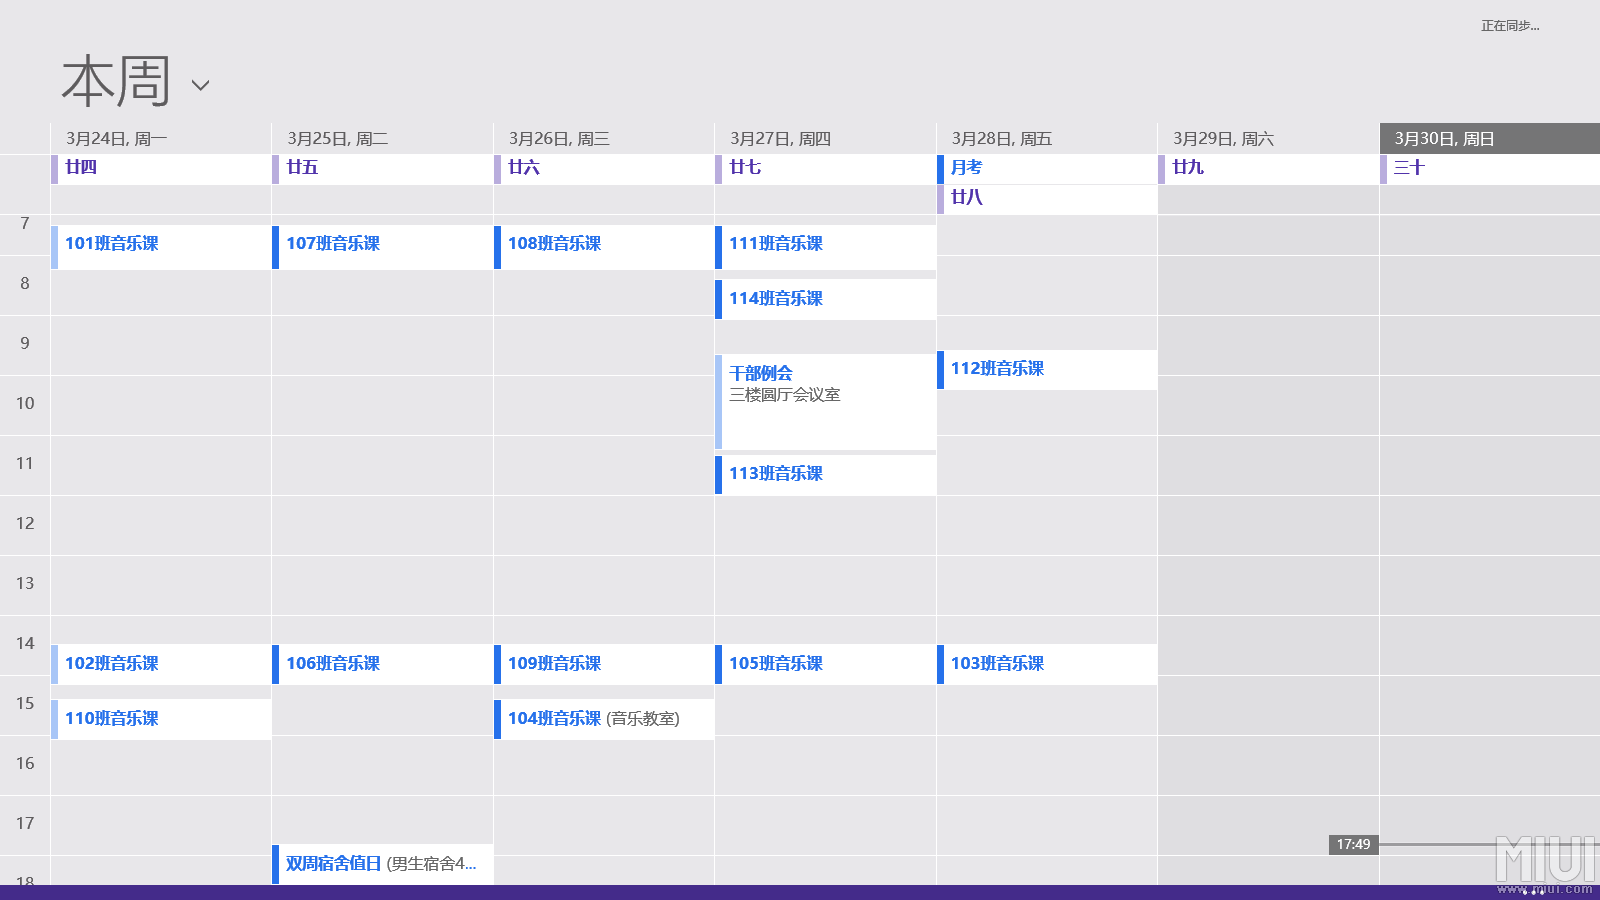 正在同步...
本周
3月24日, 周一
3月25日, 周二
3月26日, 周三
3月27日, 周四
3月28日, 周五
3月29日, 周六
3月30日, 周日
廿四
廿五
廿六
廿七
月考
廿九
三十
廿八
7
101班音乐课
107班音乐课
108班音乐课
111班音乐课
8
114班音乐课
9
干部例会
三楼圆厅会议室
112班音乐课
10
11
113班音乐课
12
13
14
102班音乐课
106班音乐课
109班音乐课
105班音乐课
103班音乐课
15
110班音乐课
104班音乐课 (音乐教室)
16
17
17:49
双周宿舍值日 (男生宿舍4...
18
MIUI
www.miui.com